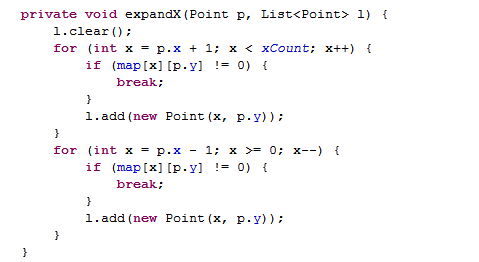 private void expandX(Point p, List<Point> l) {
    l.clear();
    for (int x = p.x + 1; x < xCount; x++) {
        if (map[x][p.y] != 0) {
            break;
        }
        l.add(new Point(x, p.y));
    }
    for (int x = p.x - 1; x >= 0; x--) {
        if (map[x][p.y] != 0) {
            break;
        }
        l.add(new Point(x, p.y));
    }
}